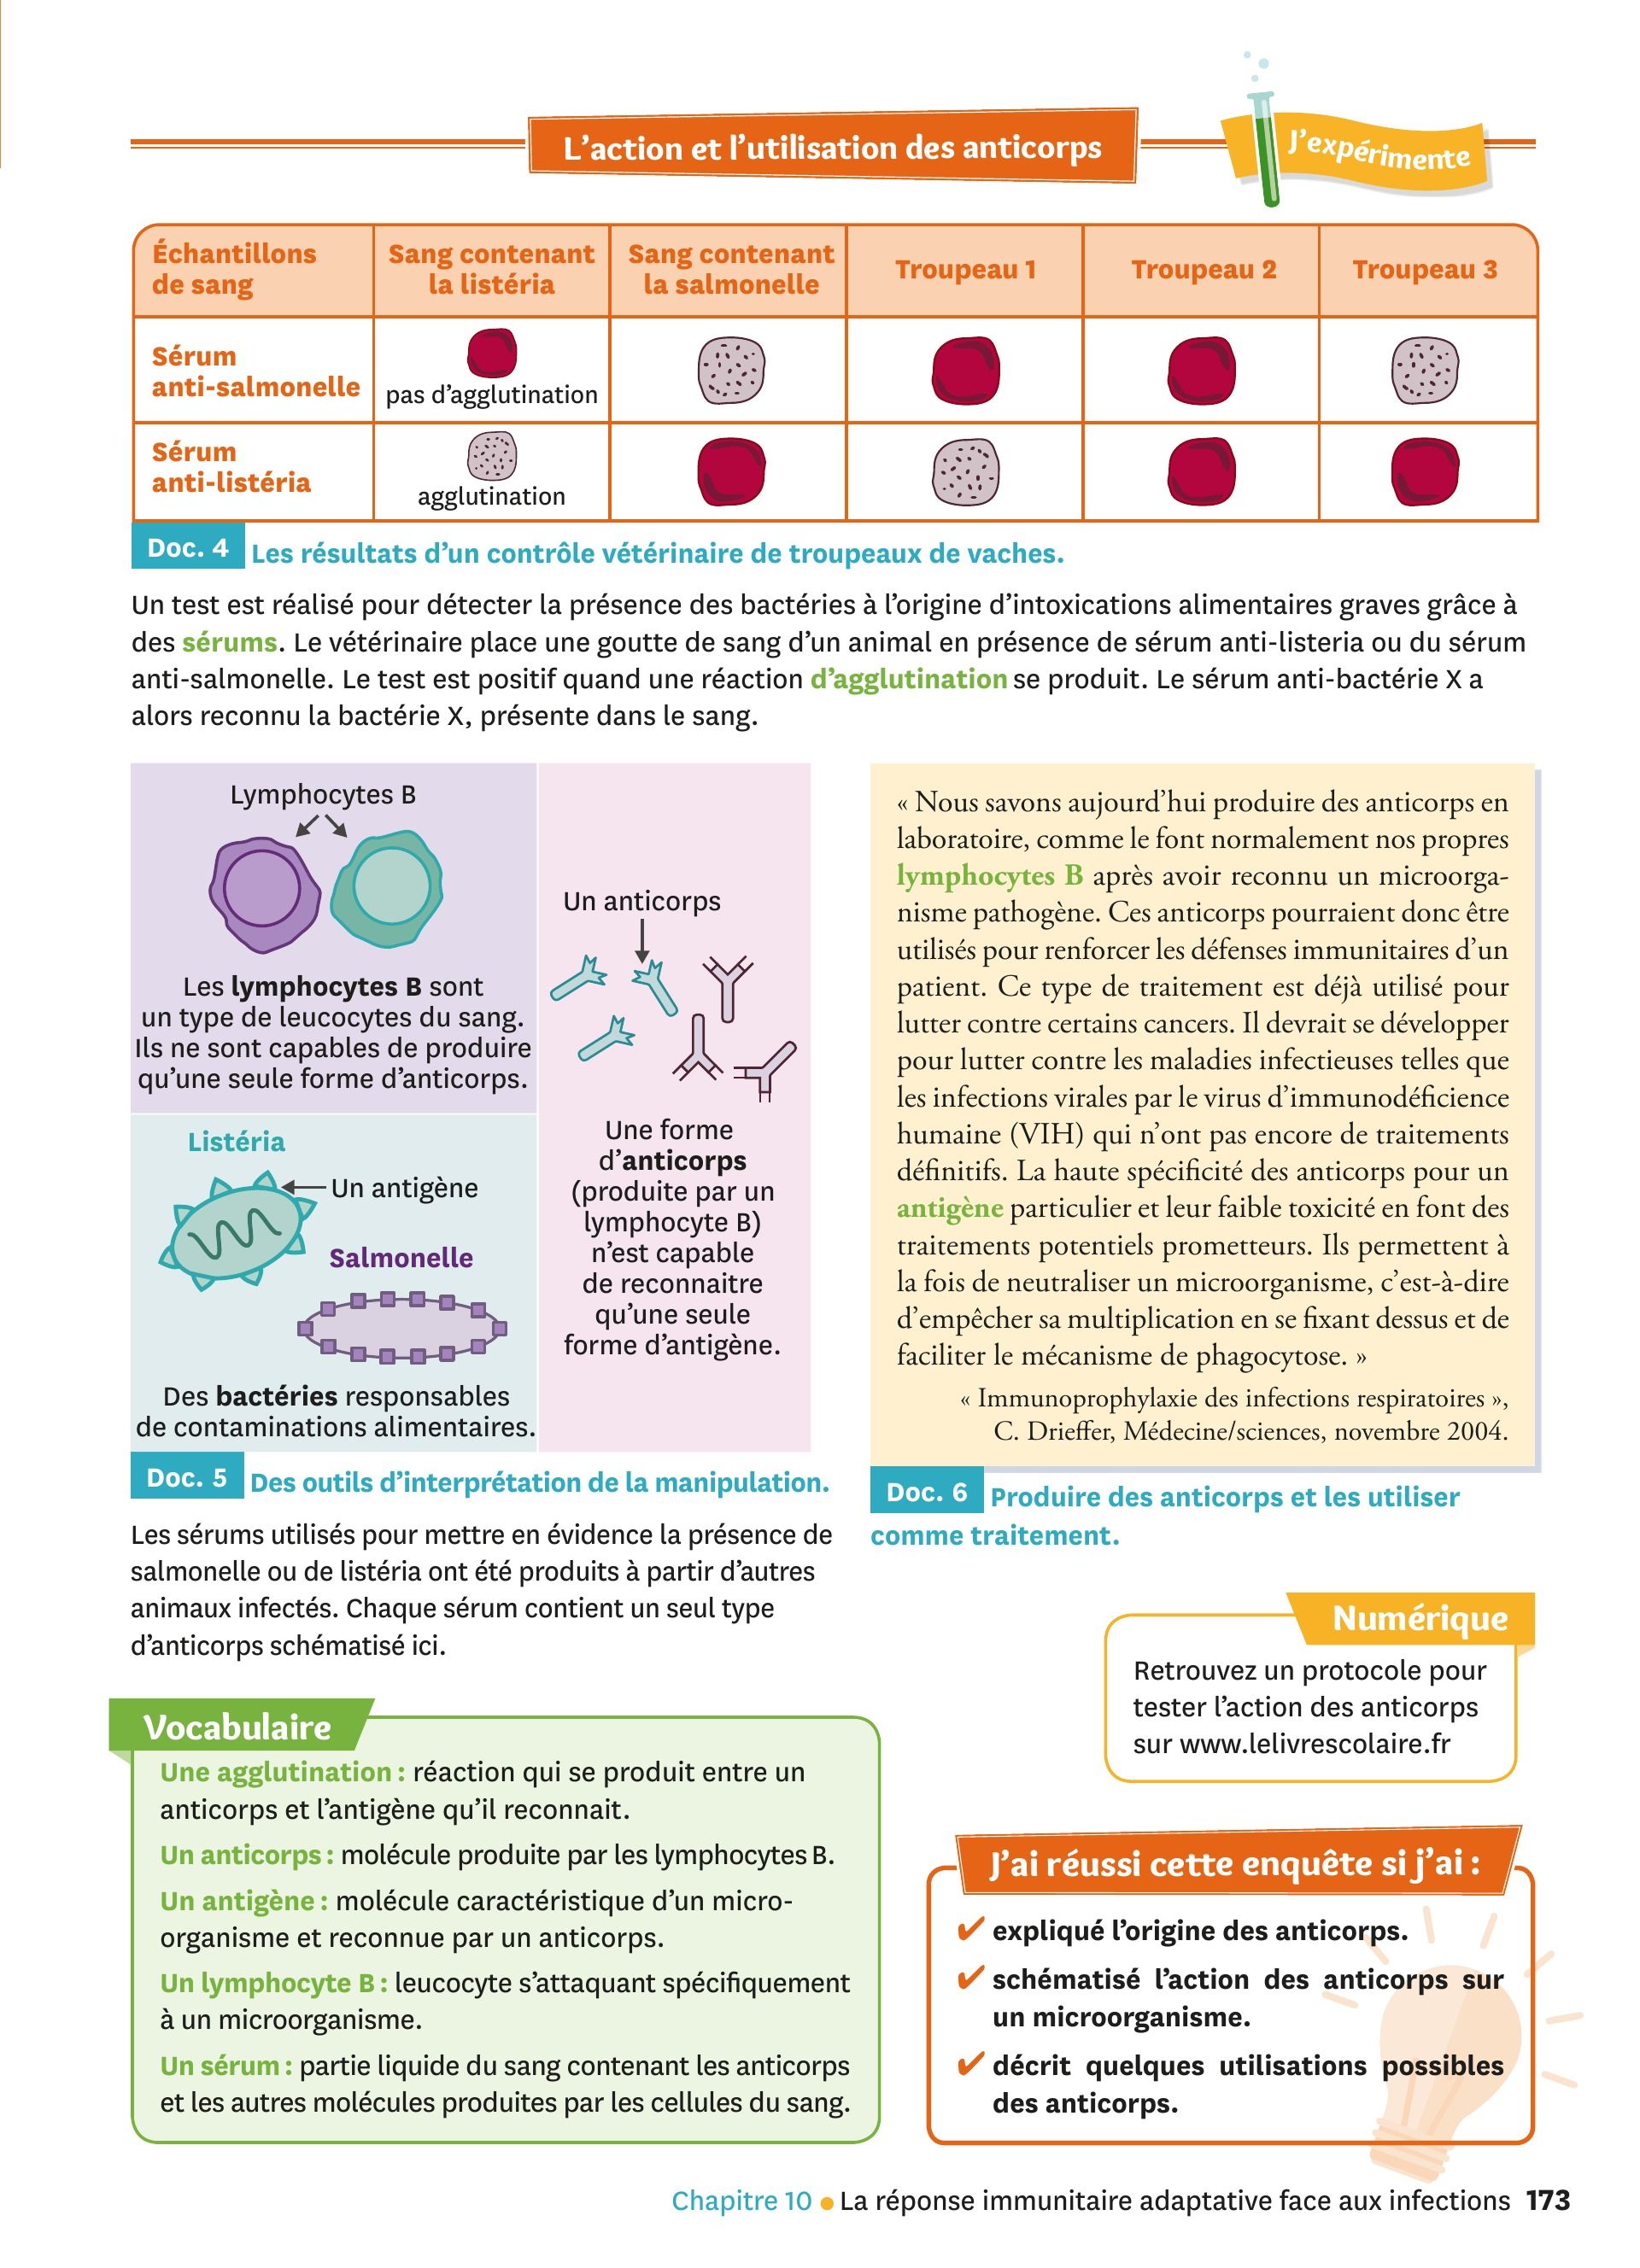 L'action et l'utilisation des anticorps
J'expérimente
Échantillons
de sang
Sang contenant
la listéria
Sang contenant
la salmonelle
Troupeau 1
Troupeau 2
Troupeau 3
Sérum
anti-salmonelle
pas d'agglutination
Sérum
anti-listéria
agglutination
Doc. 4 Les résultats d'un contrôle vétérinaire de troupeaux de vaches.
Un test est réalisé pour détecter la présence des bactéries à l'origine d'intoxications alimentaires graves grâce à
des sérums. Le vétérinaire place une goutte de sang d'un animal en présence de sérum anti-listeria ou du sérum
anti-salmonelle. Le test est positif quand une réaction d'agglutination se produit. Le sérum anti-bactérie X a
alors reconnu la bactérie X, présente dans le sang.
Lymphocytes B
Les lymphocytes B sont
un type de leucocytes du sang.
Ils ne sont capables de produire
qu'une seule forme d'anticorps.
Listéria
Un antigène
Salmonelle
Des bactéries responsables
de contaminations alimentaires.
Un anticorps
Une forme
d'anticorps
(produite par un
lymphocyte B)
n'est capable
de reconnaitre
qu'une seule
forme d'antigène.
Doc. 5 Des outils d'interprétation de la manipulation.
Les sérums utilisés pour mettre en évidence la présence de
salmonelle ou de listéria ont été produits à partir d'autres
animaux infectés. Chaque sérum contient un seul type
d'anticorps schématisé ici.
« Nous savons aujourd'hui produire des anticorps en
laboratoire, comme le font normalement nos propres
lymphocytes B après avoir reconnu un microorga-
nisme pathogène. Ces anticorps pourraient donc être
utilisés pour renforcer les défenses immunitaires d'un
patient. Ce type de traitement est déjà utilisé pour
lutter contre certains cancers. Il devrait se développer
pour lutter contre les maladies infectieuses telles que
les infections virales par le virus d'immunodéficience
humaine (VIH) qui n'ont pas encore de traitements
définitifs. La haute spécificité des anticorps pour un
antigène particulier et leur faible toxicité en font des
traitements potentiels prometteurs. Ils permettent à
la fois de neutraliser un microorganisme, c'est-à-dire
d'empêcher sa multiplication en se fixant dessus et de
faciliter le mécanisme de phagocytose. »
« Immunoprophylaxie des infections respiratoires »,
C. Drieffer, Médecine/sciences, novembre 2004.
Doc. 6 Produire des anticorps et les utiliser
comme traitement.
Numérique
Retrouvez un protocole pour
tester l'action des anticorps
sur www.lelivrescolaire.fr
Vocabulaire
Une agglutination : réaction qui se produit entre un
anticorps et l'antigène qu'il reconnait.
Un anticorps : molécule produite par les lymphocytes B.
Un antigène : molécule caractéristique d'un micro-
organisme et reconnue par un anticorps.
Un lymphocyte B : leucocyte s'attaquant spécifiquement
à un microorganisme.
Un sérum : partie liquide du sang contenant les anticorps
et les autres molécules produites par les cellules du sang.
J'ai réussi cette enquête si j'ai :
✔ expliqué l'origine des anticorps.
✔ schématisé l'action des anticorps sur
un microorganisme.
✔ décrit quelques utilisations possibles
des anticorps.
Chapitre 10 ● La réponse immunitaire adaptative face aux infections 173